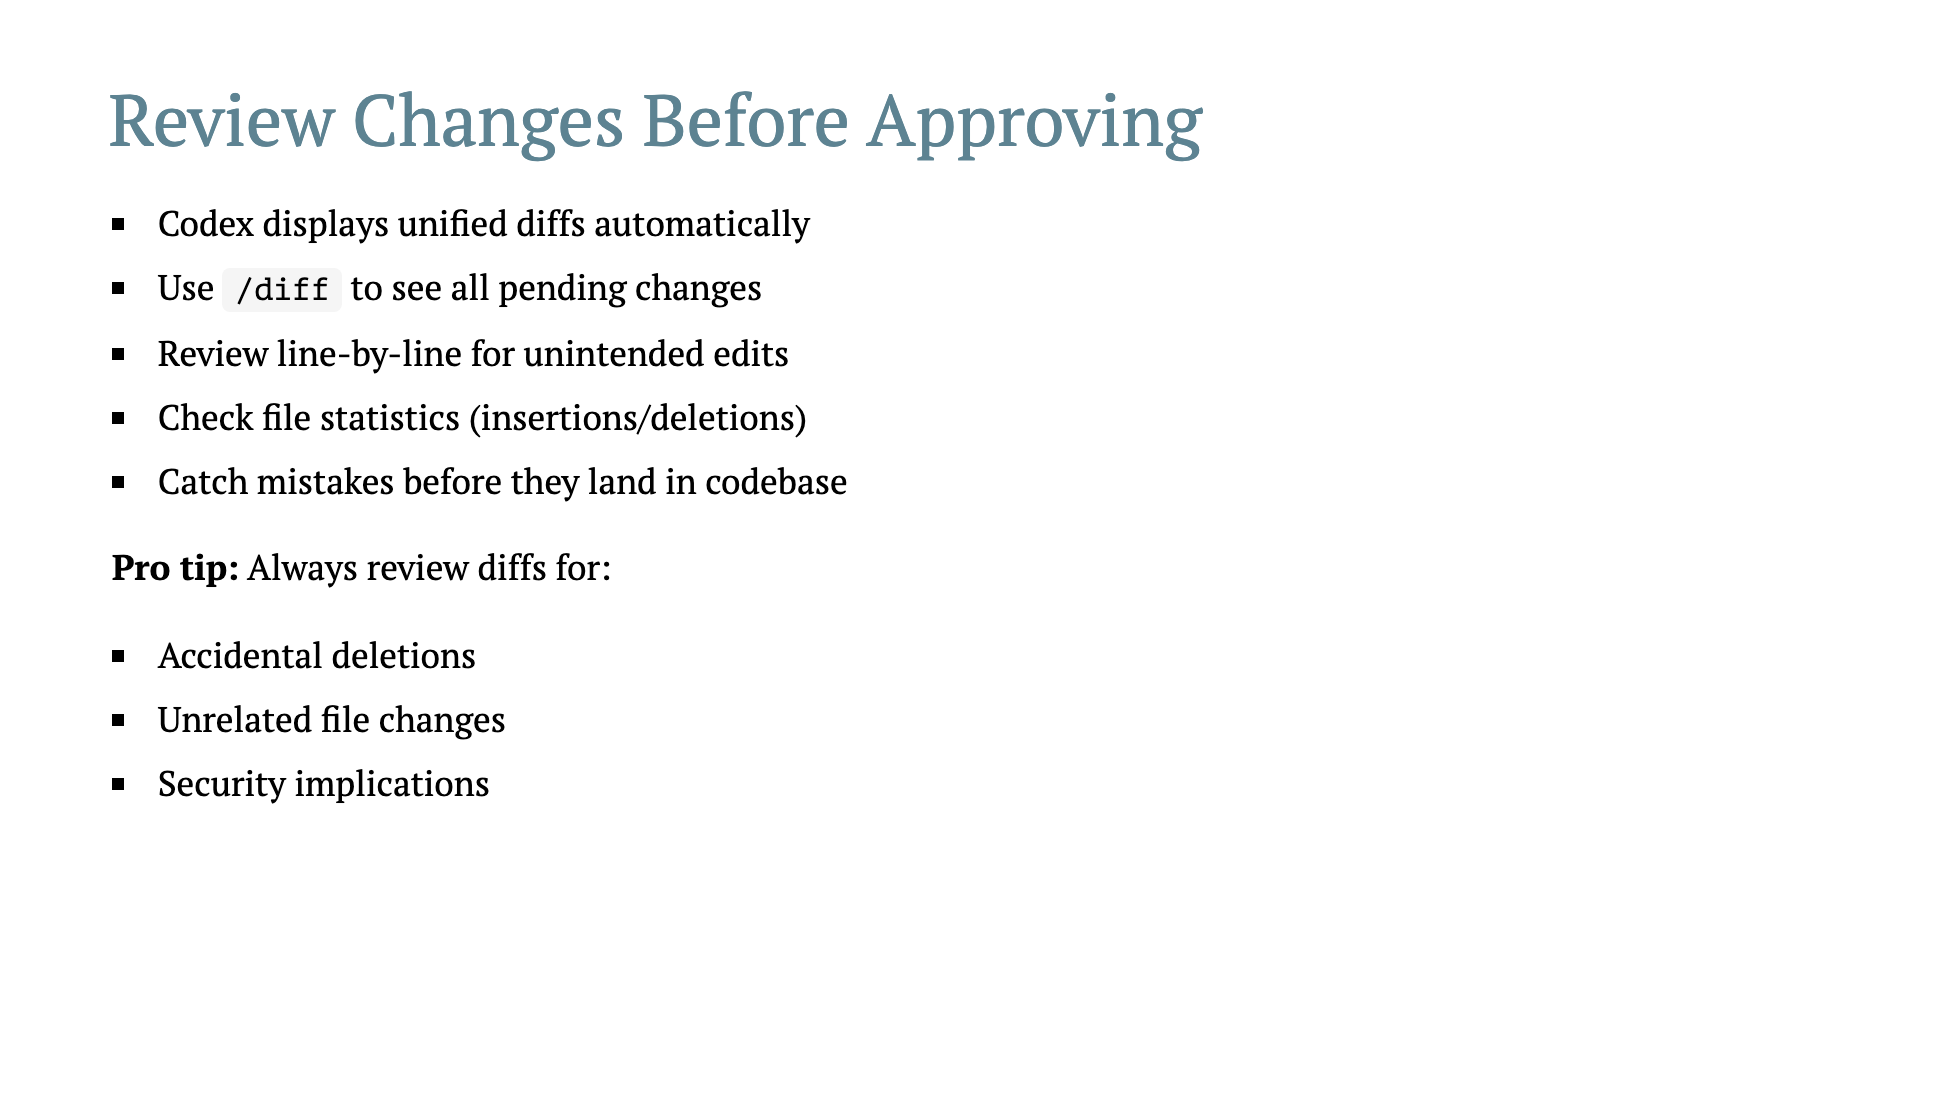 Review Changes Before Approving
Codex displays unified diffs automatically
Use /diff to see all pending changes
Review line-by-line for unintended edits
Check file statistics (insertions/deletions)
Catch mistakes before they land in codebase
Pro tip: Always review diffs for:
Accidental deletions
Unrelated file changes
Security implications